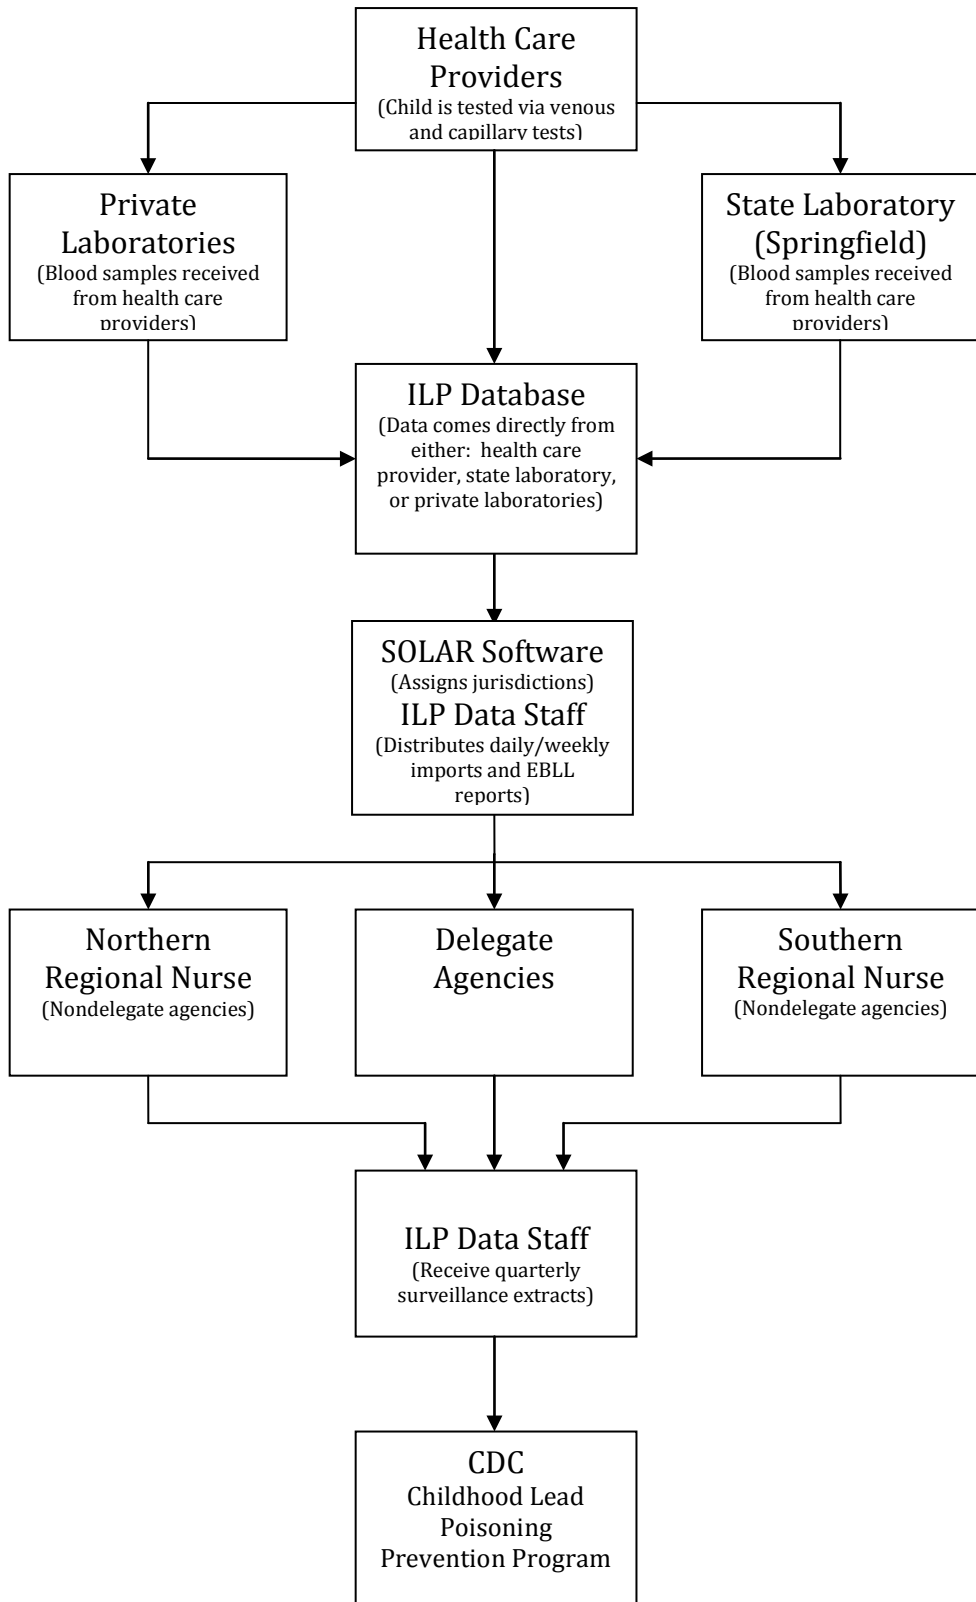 Health Care
Providers
(Child is tested via venous
and capillary tests)
Private
Laboratories
(Blood samples received
from health care
providers)
State Laboratory
(Springfield)
(Blood samples received
from health care
providers)
ILP Database
(Data comes directly from
either:  health care
provider, state laboratory,
or private laboratories)
SOLAR Software
(Assigns jurisdictions)
ILP Data Staff
(Distributes daily/weekly
imports and EBLL
reports)
Northern
Regional Nurse
(Nondelegate agencies)
Delegate
Agencies
Southern
Regional Nurse
(Nondelegate agencies)
ILP Data Staff
(Receive quarterly
surveillance extracts)
CDC
Childhood Lead
Poisoning
Prevention Program